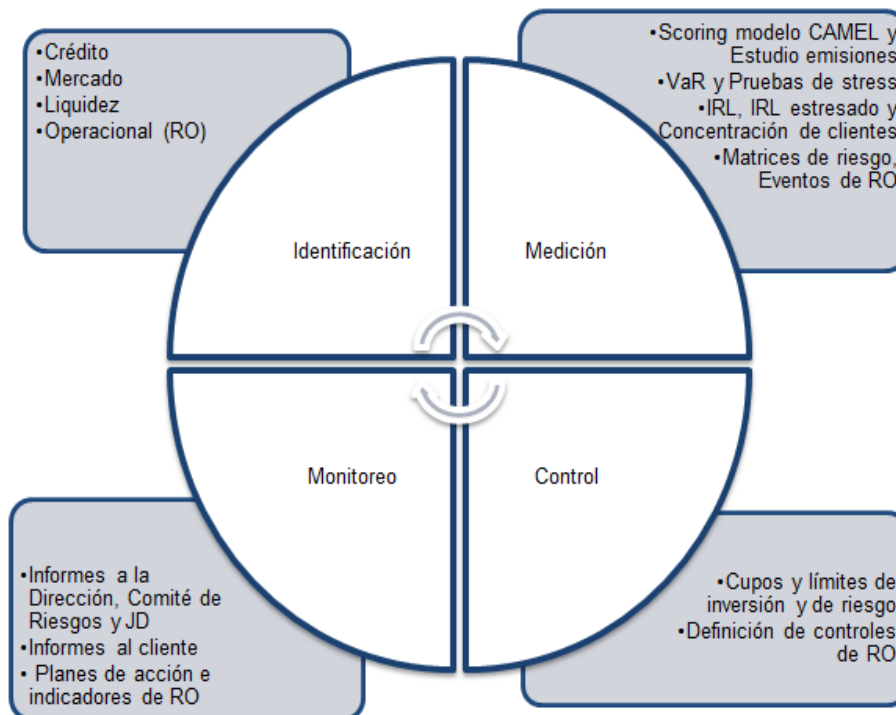 •Crédito
•Mercado
•Liquidez
•Operacional (RO)
•Scoring modelo CAMEL y
Estudio emisiones
•VaR y Pruebas de stress
•IRL, IRL estresado y
Concentración de clientes
•Matrices de riesgo,
Eventos de RO
Identificación
Medición
Monitoreo
Control
•Informes a la
Dirección, Comité de
Riesgos y JD
•Informes al cliente
• Planes de acción e
indicadores de RO
•Cupos y límites de
inversión y de riesgo
•Definición de controles
de RO